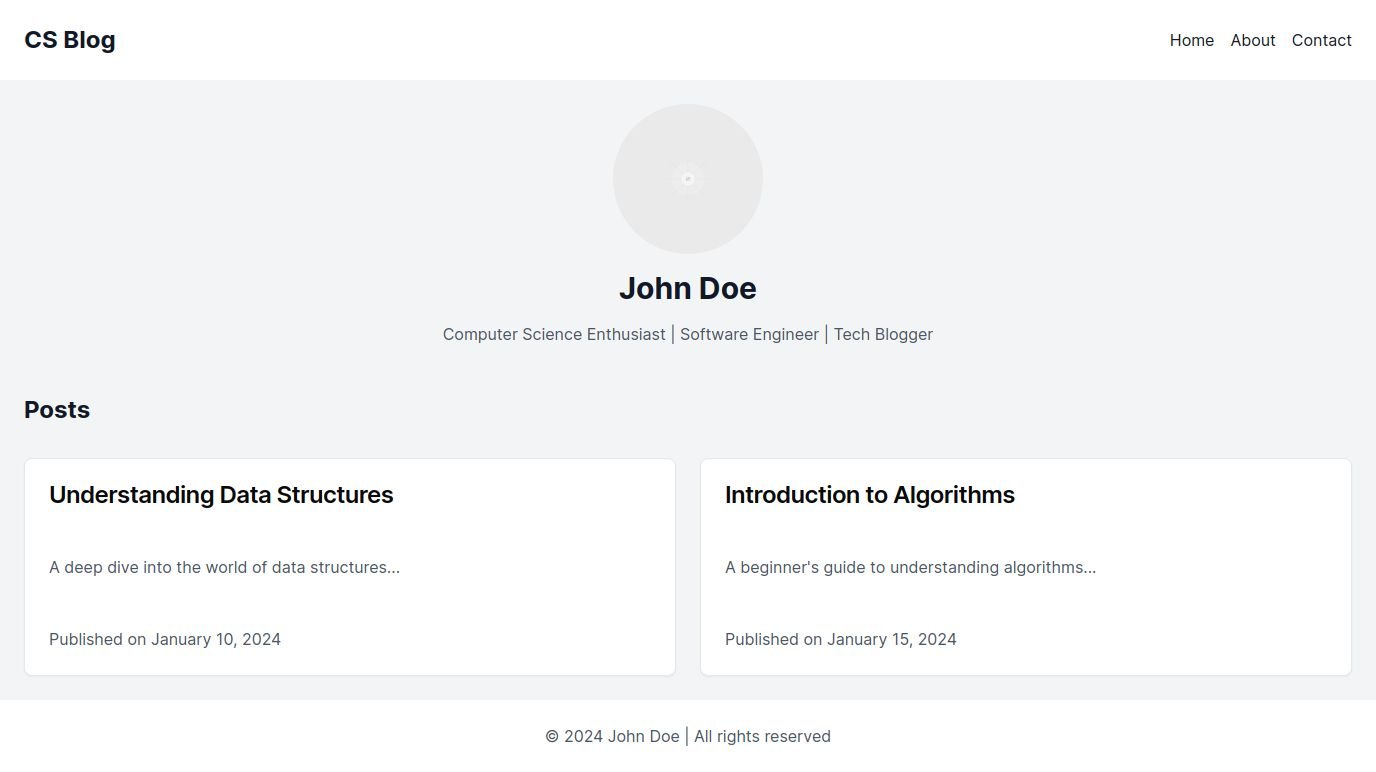 CS Blog
Home About Contact
John Doe
Computer Science Enthusiast | Software Engineer | Tech Blogger
Posts
Understanding Data Structures
A deep dive into the world of data structures...
Published on January 10, 2024
Introduction to Algorithms
A beginner's guide to understanding algorithms...
Published on January 15, 2024
© 2024 John Doe | All rights reserved